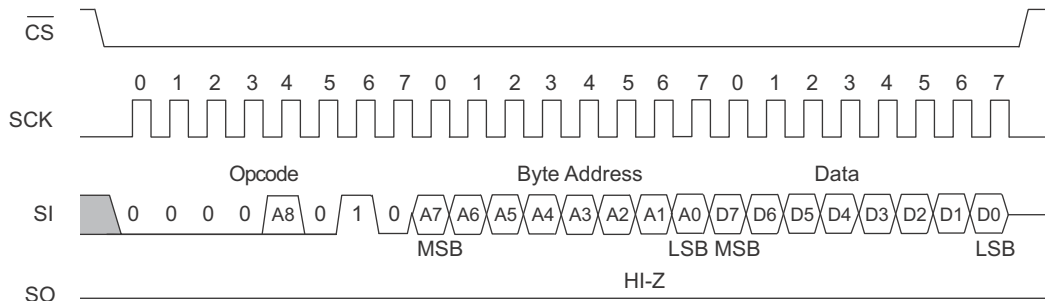 CS
0 1 2 3 4 5 6 7 0 1 2 3 4 5 6 7 0 1 2 3 4 5 6 7
SCK
Opcode Byte Address Data
SI 0 0 0 0 A8 0 1 0 A7 A6 A5 A4 A3 A2 A1 A0 D7 D6 D5 D4 D3 D2 D1 D0
MSB LSB MSB LSB
HI-Z
SO